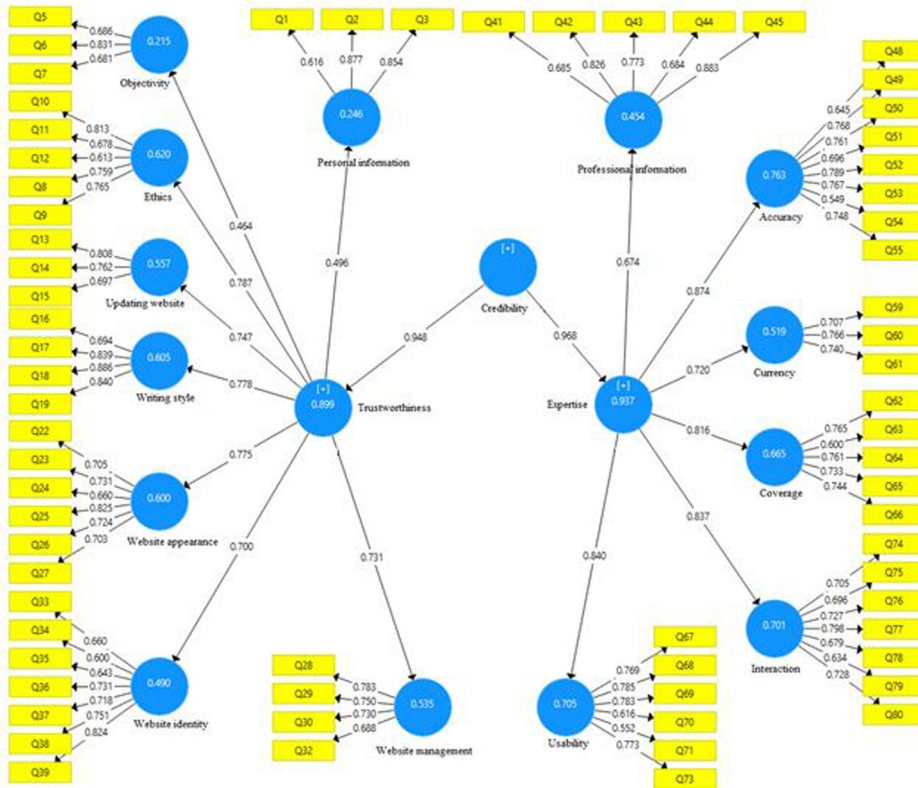 Q5
Q6
Q7
0.686
0.831
0.681
0.215
Objectivity
Q1
Q2
Q3
0.616
0.877
0.854
0.246
Personal information
Q41
Q42
Q43
Q44
Q45
0.685
0.826
0.773
0.684
0.883
0.454
Professional information
Q10
Q11
Q12
Q8
Q9
0.813
0.678
0.613
0.759
0.765
0.620
Ethics
Q48
Q49
Q50
Q51
Q52
Q53
Q54
Q55
0.645
0.768
0.761
0.696
0.789
0.767
0.549
0.748
0.763
Accuracy
Q13
Q14
Q15
0.808
0.762
0.697
0.557
Updating website
0.464
0.787
0.747
0.496
[+]
Credibility
0.948
0.968
0.674
0.874
Q16
Q17
Q18
Q19
0.694
0.839
0.886
0.840
0.605
Writing style
0.778
[+]
0.899
Trustworthiness
Expertise
[+]
0.937
0.720
0.519
Currency
0.707
0.766
0.740
Q59
Q60
Q61
Q22
Q23
Q24
Q25
Q26
Q27
0.705
0.731
0.660
0.825
0.724
0.703
0.600
Website appearance
0.775
0.816
0.665
Coverage
0.765
0.600
0.761
0.733
0.744
Q62
Q63
Q64
Q65
Q66
0.700
0.731
0.840
0.837
Q33
Q34
Q35
Q36
Q37
Q38
Q39
0.660
0.600
0.643
0.731
0.718
0.751
0.824
0.490
Website identity
Q28
Q29
Q30
Q32
0.783
0.750
0.730
0.688
0.535
Website management
0.705
Usability
0.769
0.785
0.783
0.616
0.552
0.773
Q67
Q68
Q69
Q70
Q71
Q73
0.701
Interaction
0.705
0.696
0.727
0.798
0.679
0.634
0.728
Q74
Q75
Q76
Q77
Q78
Q79
Q80